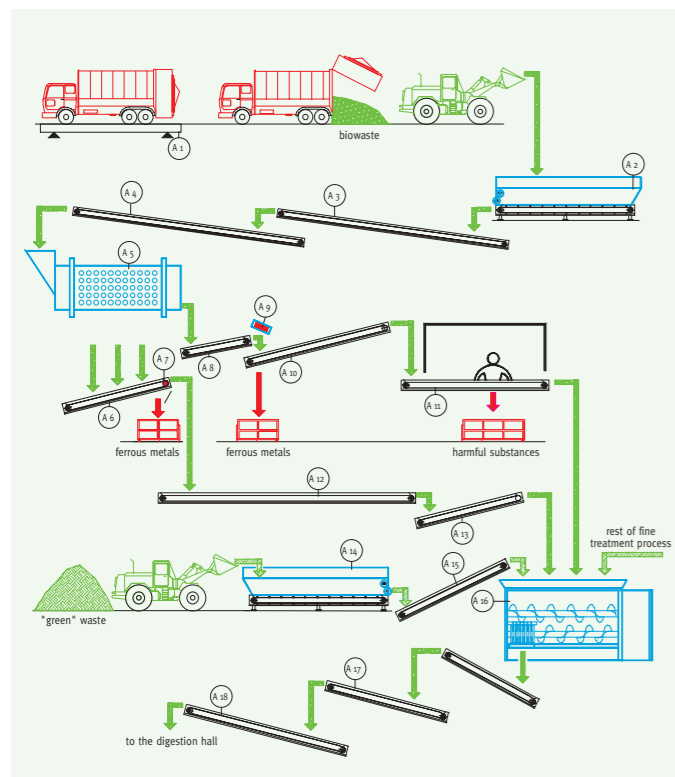 biowaste
A 1
A 2
A 4
A 3
A 5
A 9
A 7
A 8
A 10
A 6
A 11
ferrous metals
ferrous metals
harmful substances
A 12
A 13
rest of fine
treatment process
A 14
A 15
A 16
"green" waste
A 17
A 18
to the digestion hall